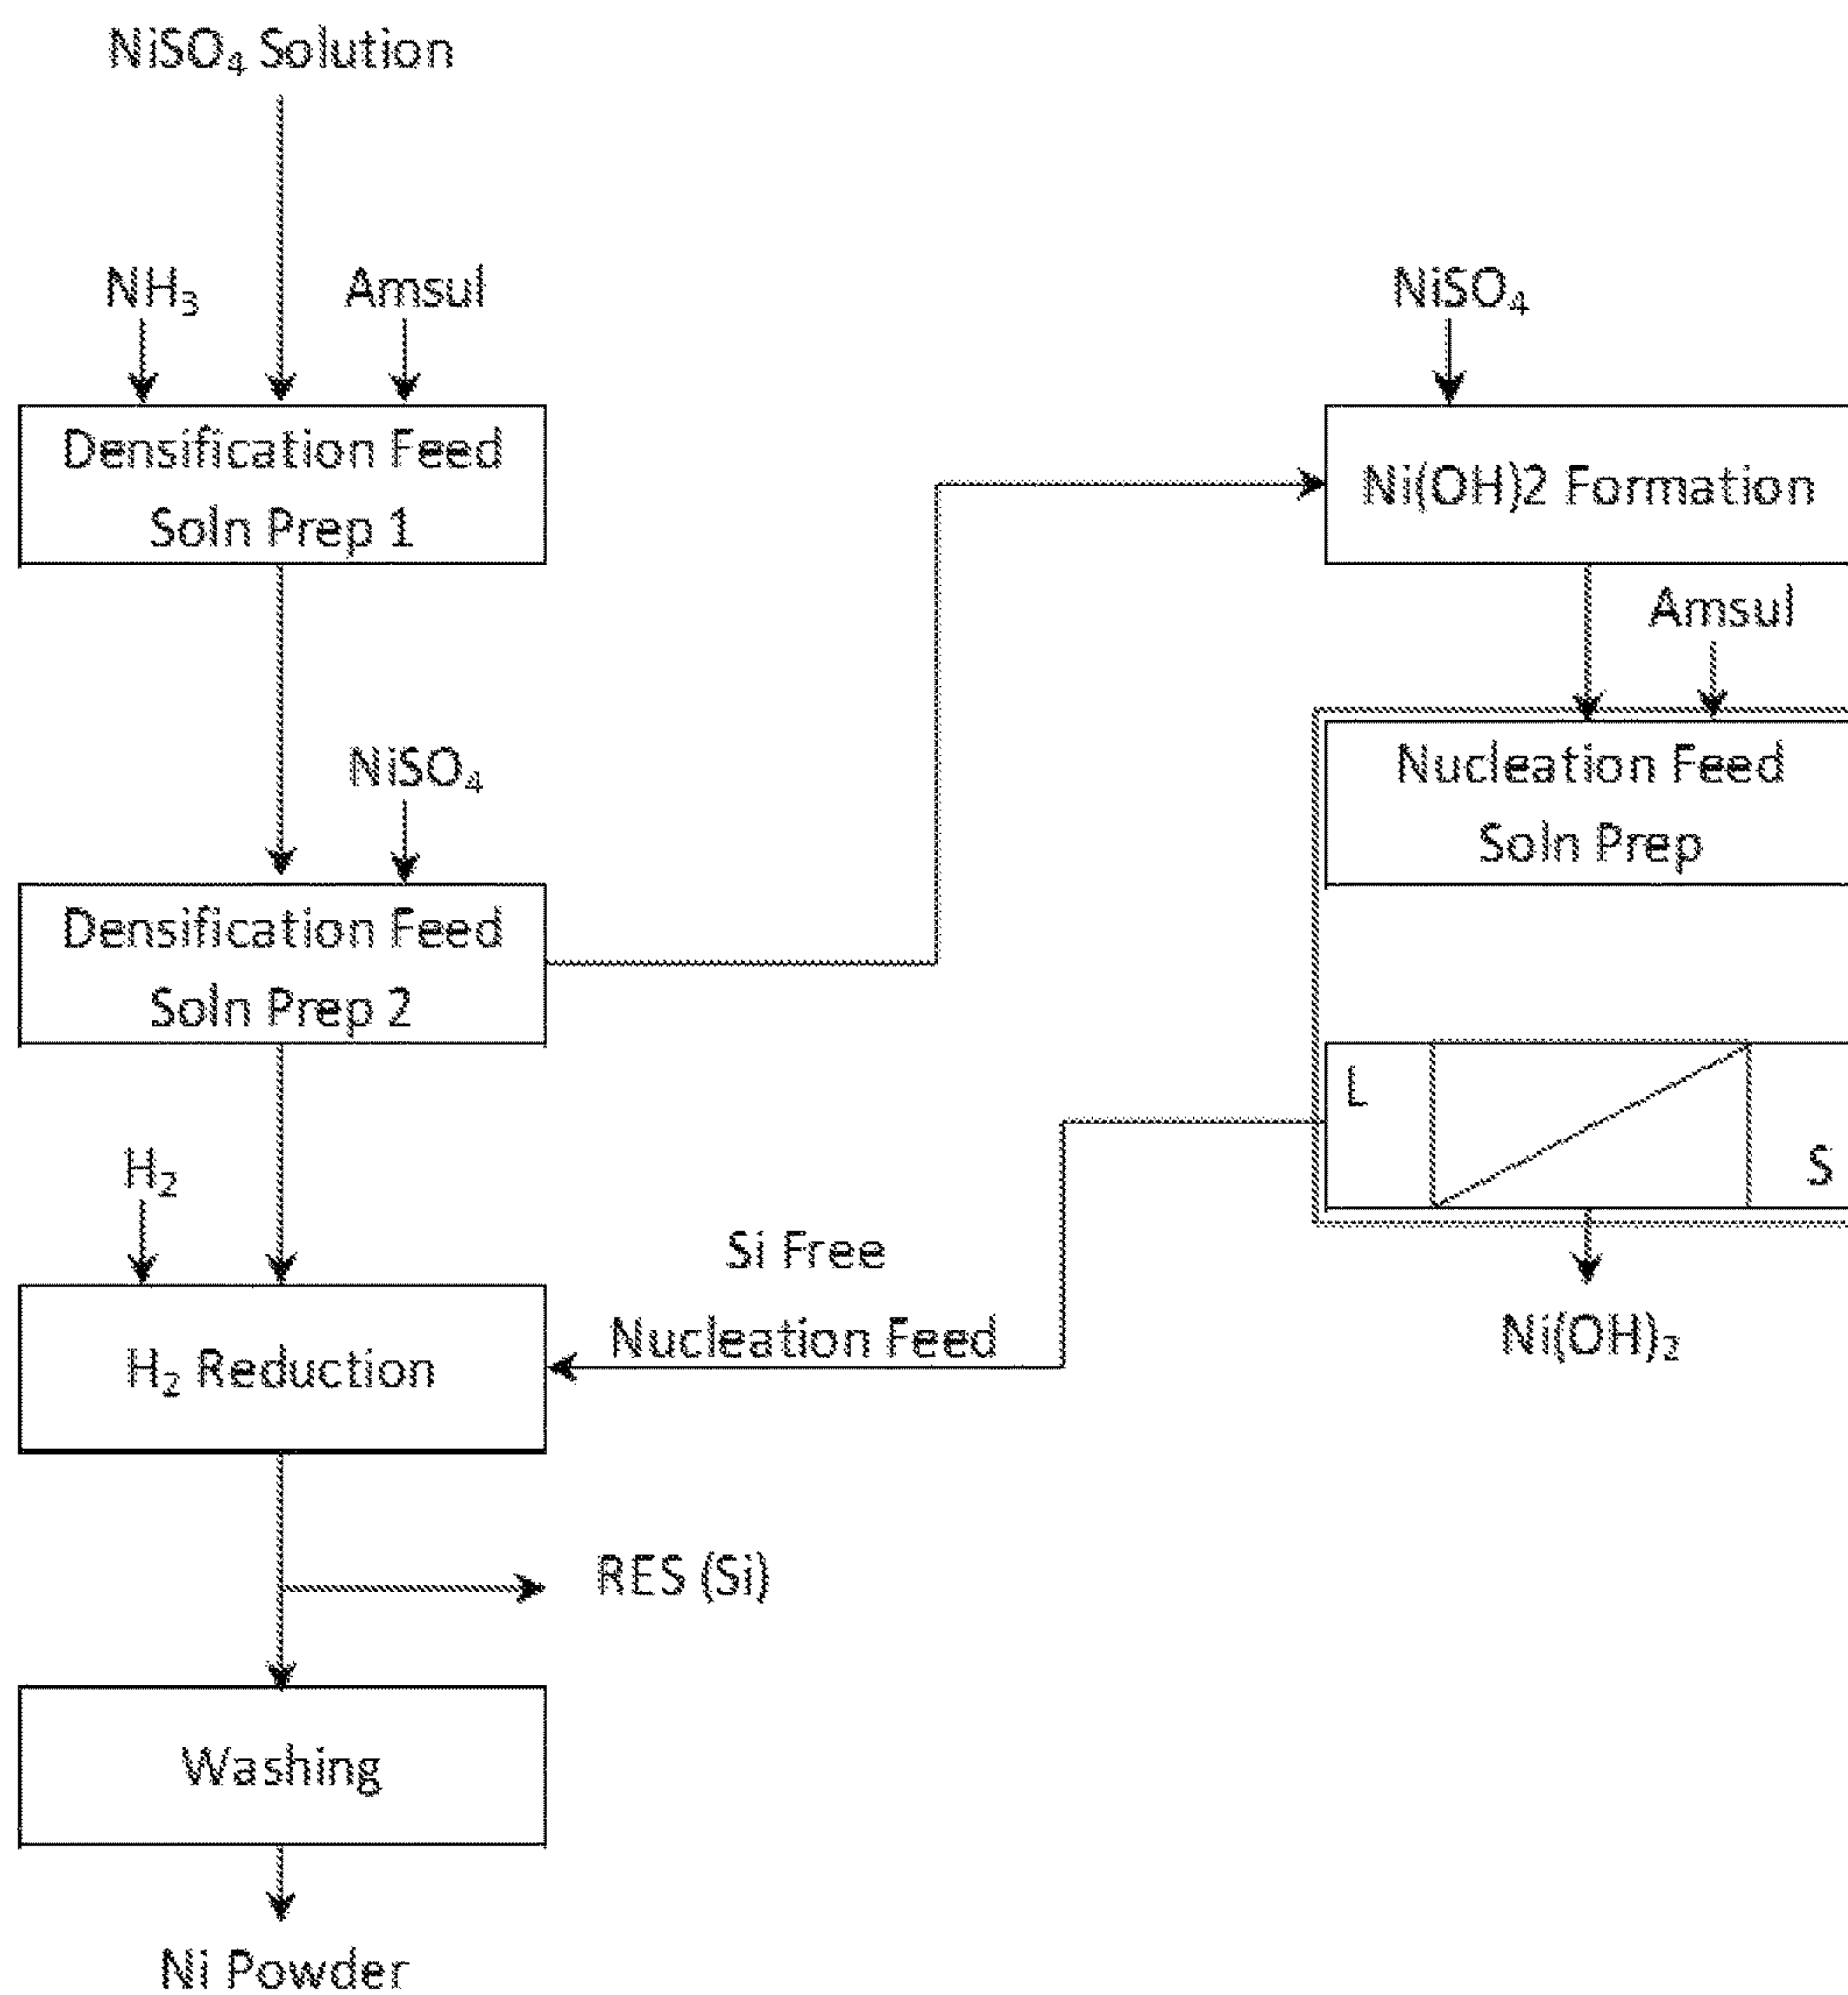 NiSO₄ Solution
NH₃
Amsul
Densification Feed
Soln Prep 1
NiSO₄
Densification Feed
Soln Prep 2
H₂
H₂ Reduction
RES (Si)
Washing
Ni Powder
NiSO₄
Ni(OH)2 Formation
Amsul
Nucleation Feed
Soln Prep
L
S
Ni(OH)₂
Si Free
Nucleation Feed